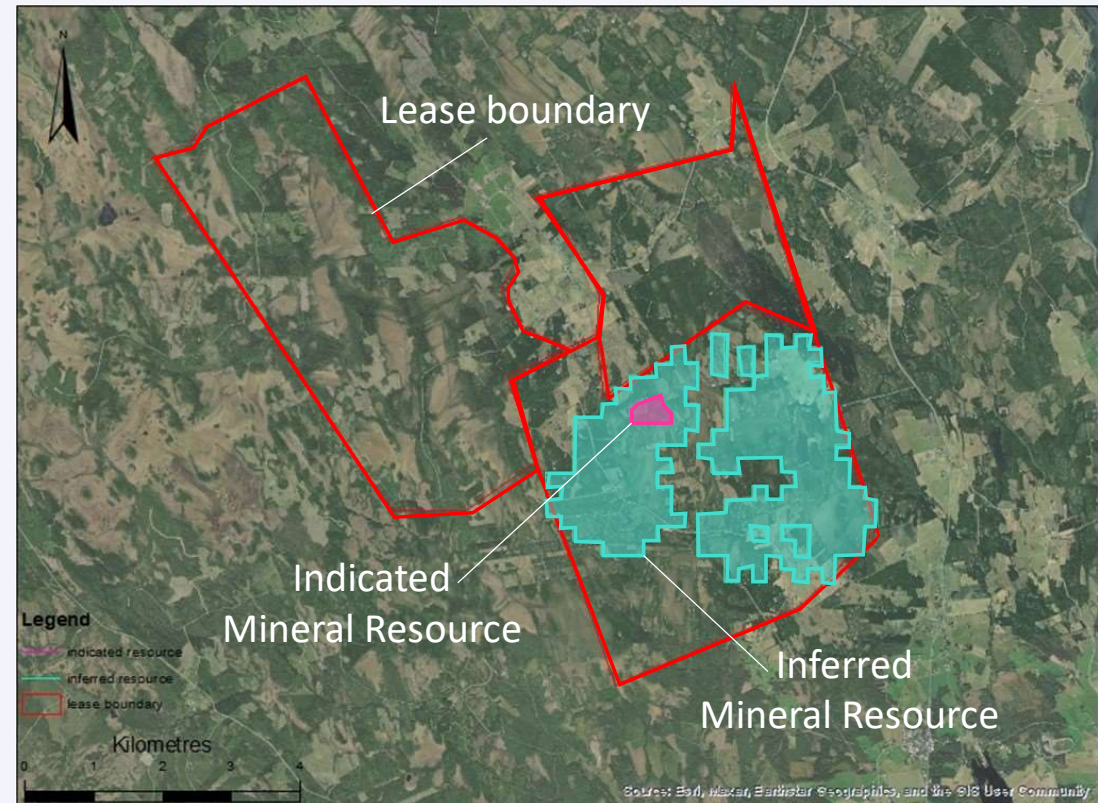 N
Lease boundary
Indicated
Mineral Resource
Inferred
Mineral Resource
Legend
indicated resource
inferred resource
lease boundary
Kilometres
0 1 2 3 4
Source: Esri, Maxar, Earthstar Geographics, and the GIS User Community